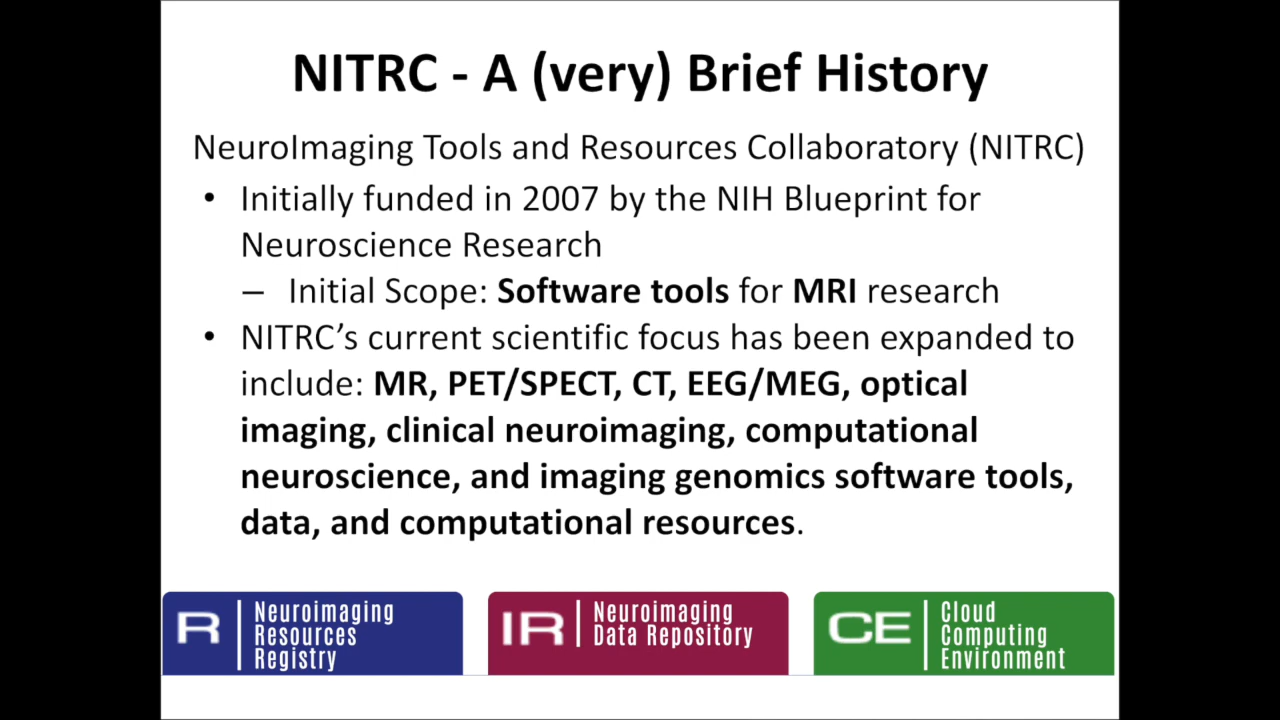 NITRC - A (very) Brief History
NeuroImaging Tools and Resources Collaboratory (NITRC)
• Initially funded in 2007 by the NIH Blueprint for
Neuroscience Research
– Initial Scope: Software tools for MRI research
• NITRC’s current scientific focus has been expanded to
include: MR, PET/SPECT, CT, EEG/MEG, optical
imaging, clinical neuroimaging, computational
neuroscience, and imaging genomics software tools,
data, and computational resources.
R
Neuroimaging
Resources
Registry
IR
Neuroimaging
Data Repository
CE
Cloud
Computing
Environment